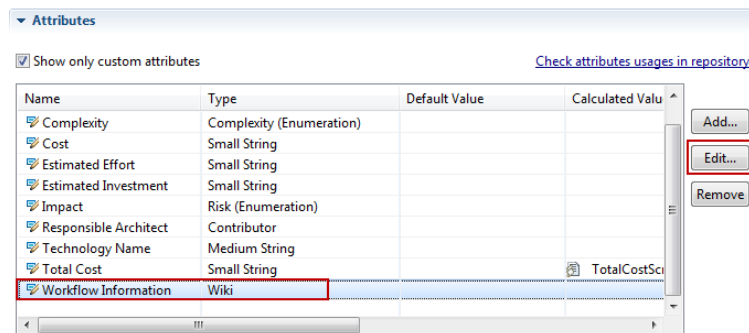 Attributes
Show only custom attributes Check attributes usages in repository
Name Type Default Value Calculated Valu
Complexity Complexity (Enumeration)
Add...
Cost Small String
Estimated Effort Small String
Edit...
Estimated Investment Small String
Remove
Impact Risk (Enumeration)
Responsible Architect Contributor
Technology Name Medium String
Total Cost Small String TotalCostScr
Workflow Information Wiki